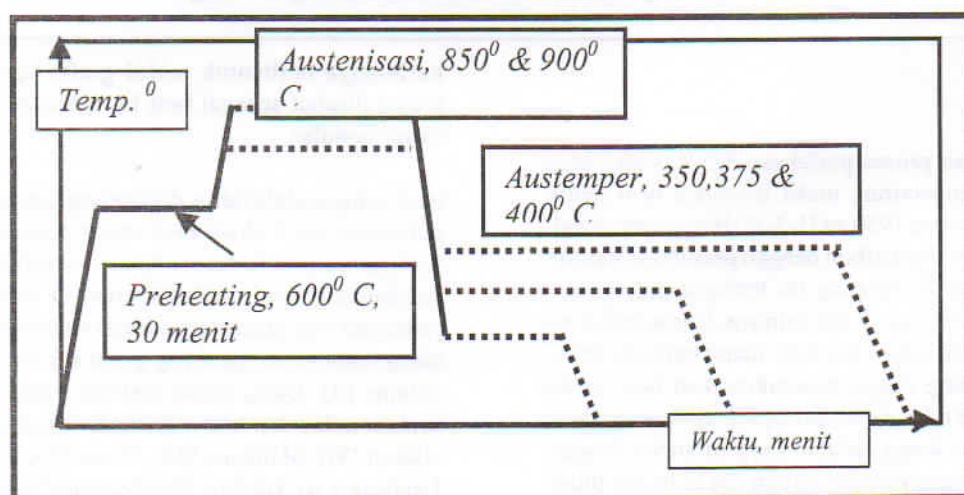 Austenisasi, 850⁰ & 900⁰
C
Temp. ⁰
Austemper, 350,375 &
400⁰ C
Preheating, 600⁰ C,
30 menit
Waktu, menit